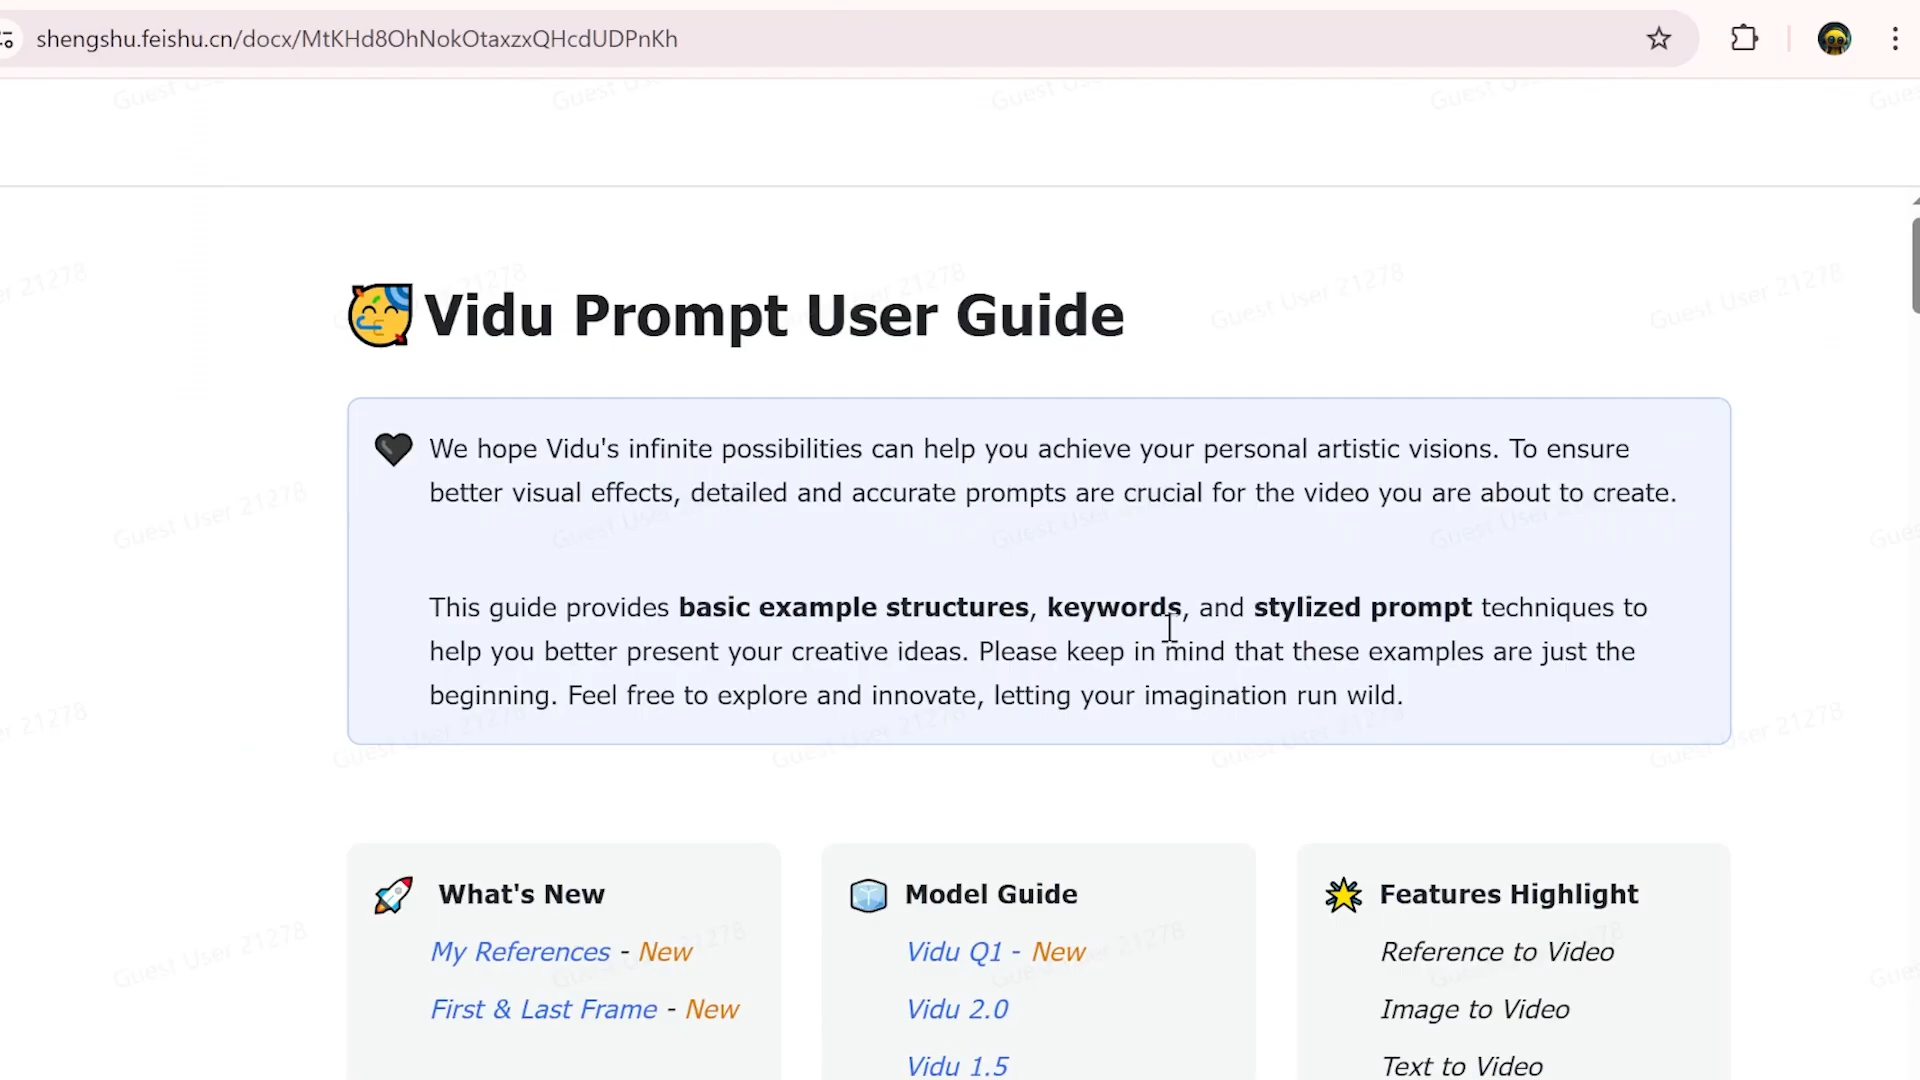 shengshu.feishu.cn/docx/MtKHd8OhNokOtaxzxQHcdUDPnKh
Vidu Prompt User Guide
We hope Vidu's infinite possibilities can help you achieve your personal artistic visions. To ensure
better visual effects, detailed and accurate prompts are crucial for the video you are about to create.
This guide provides basic example structures, keywords, and stylized prompt techniques to
help you better present your creative ideas. Please keep in mind that these examples are just the
beginning. Feel free to explore and innovate, letting your imagination run wild.
What's New
My References - New
First & Last Frame - New
Model Guide
Vidu Q1 - New
Vidu 2.0
Vidu 1.5
Features Highlight
Reference to Video
Image to Video
Text to Video
Guest User 21278